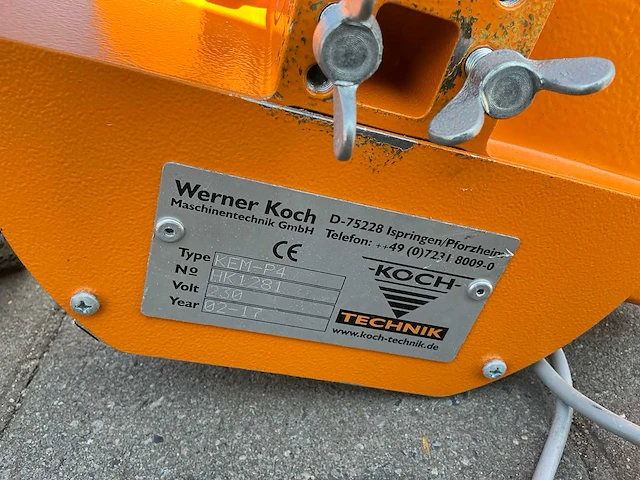 Werner Koch
Maschinentechnik GmbH
D-75228 Ispringen/Pforzheim
Telefon: ++49 (0)7231 8009-0
CE
Type KEM-P4
No HK1281
Volt 230
Year 02-17
-KOCH-
TECHNIK
www.koch-technik.de